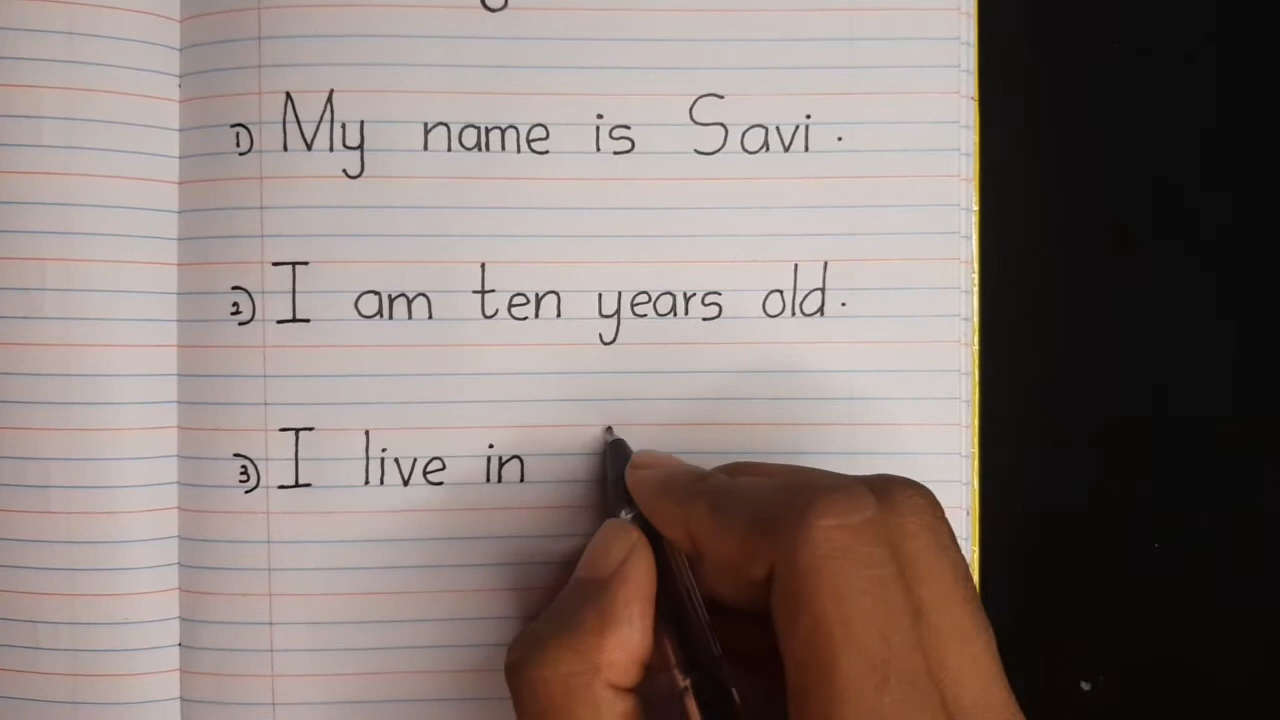 1) My name is Savi.
2) I am ten years old.
3) I live in